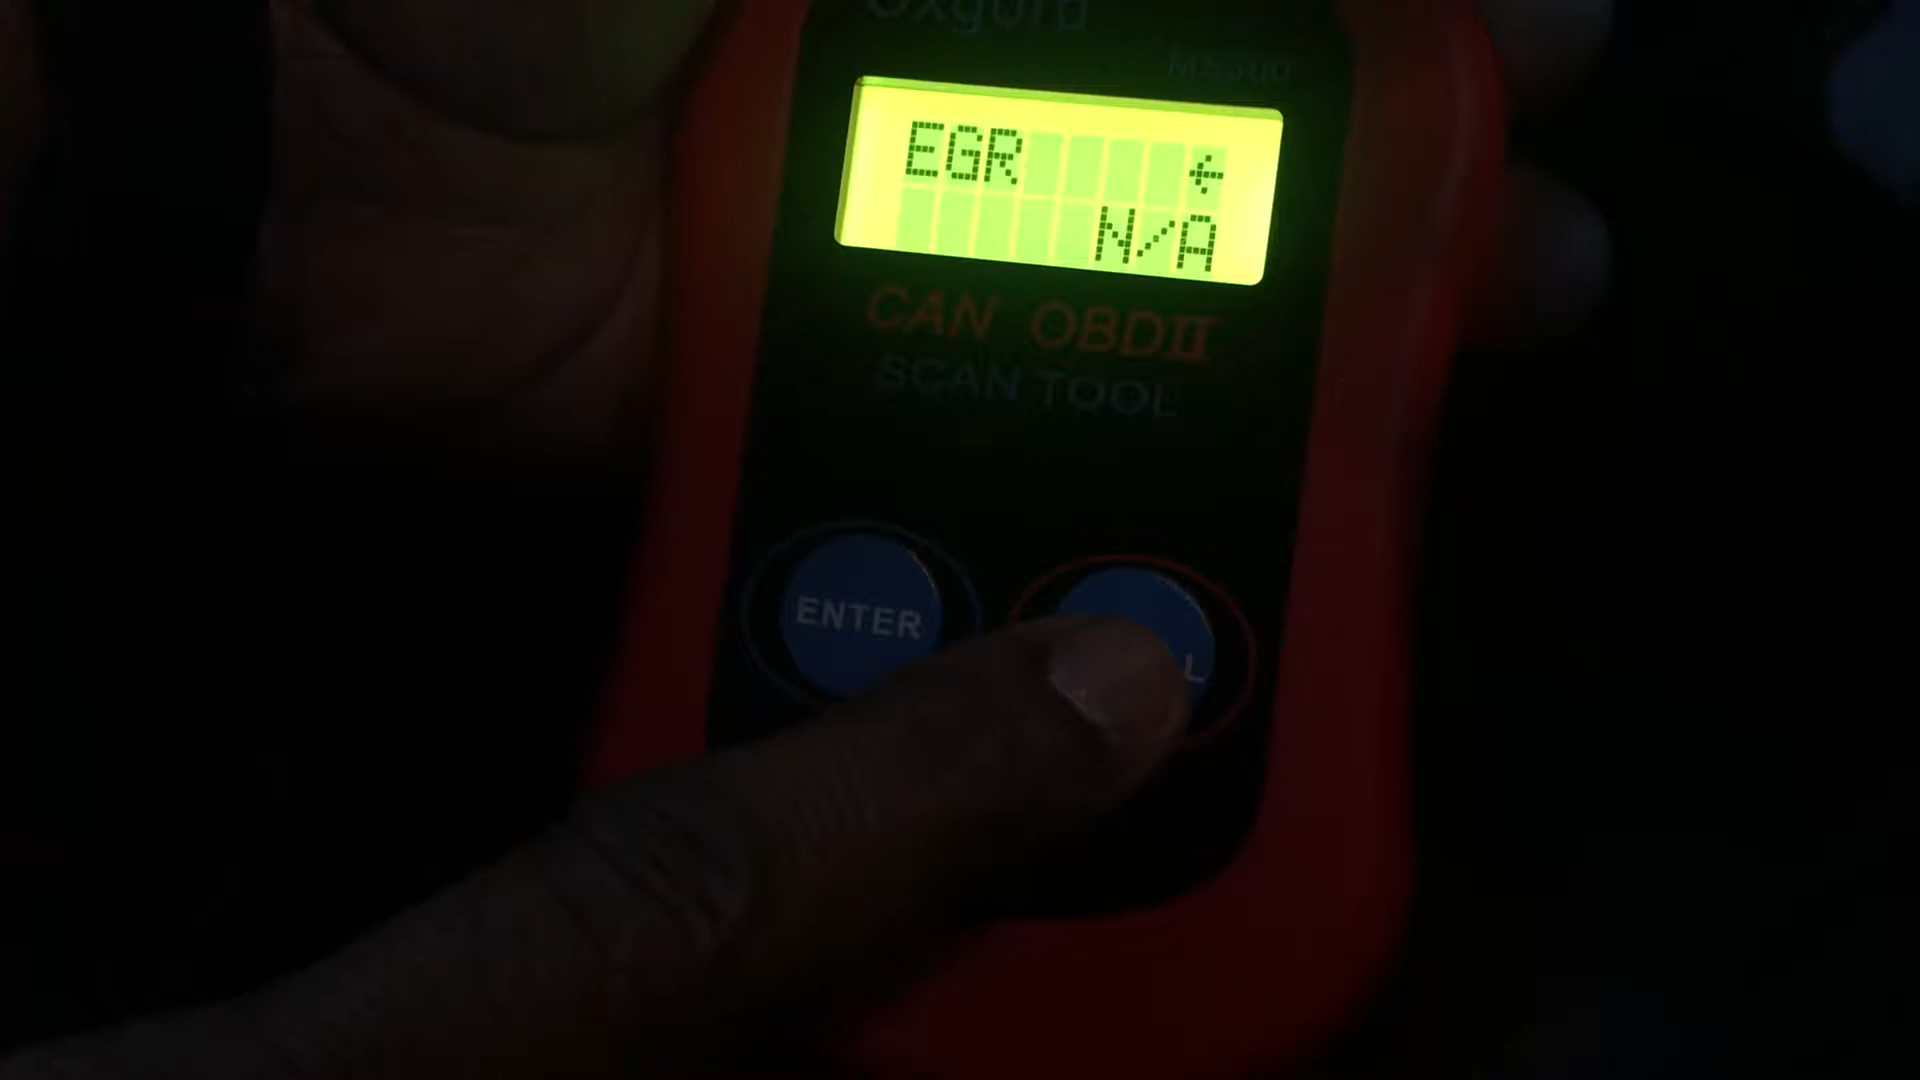 EGR ←
N/A
CAN OBDII
SCAN TOOL
ENTER
L